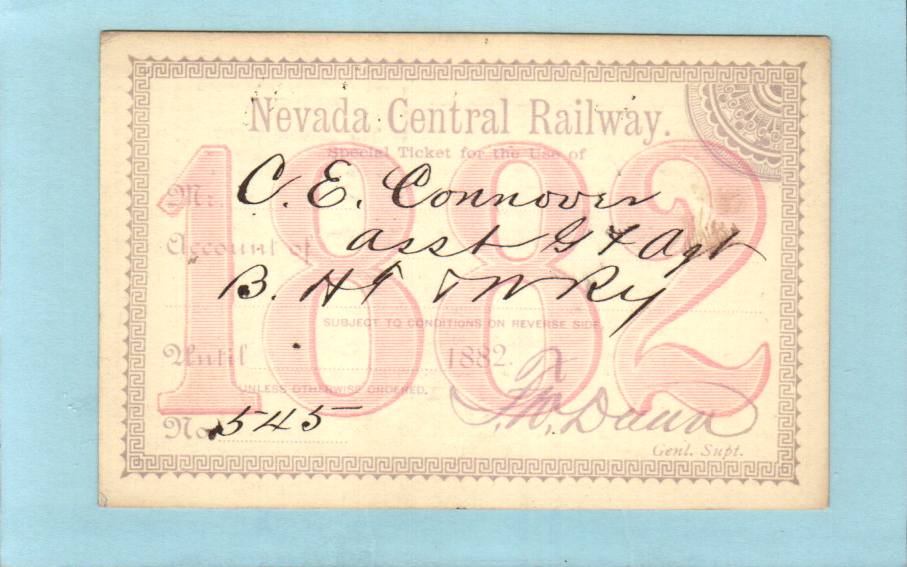 Nevada Central Railway.
Special Ticket for the Use of
1882
M: C. E. Connover
Account of asst G F Agt
B. H T & W Ry
SUBJECT TO CONDITIONS ON REVERSE SIDE
Until 1882.
UNLESS OTHERWISE ORDERED.
No. 545
Genl. Supt.